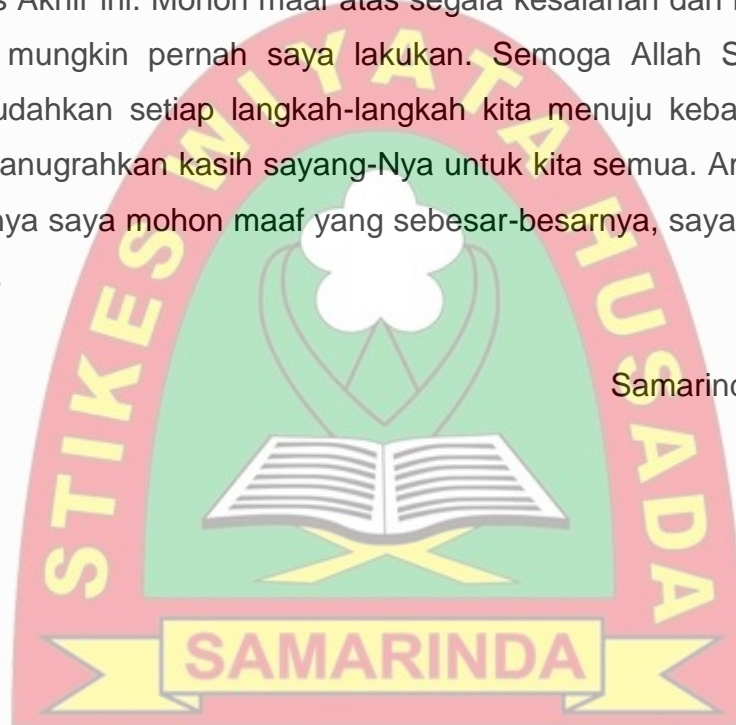 Akhir ini. Mohon maaf atas segala kesalahan dan
mungkin pernah saya lakukan. Semoga Allah S
udahkan setiap langkah-langkah kita menuju keba
anugrahkan kasih sayang-Nya untuk kita semua. A
nya saya mohon maaf yang sebesar-besarnya, saya
Samarind
STIKES WIYATA HUSADA
SAMARINDA